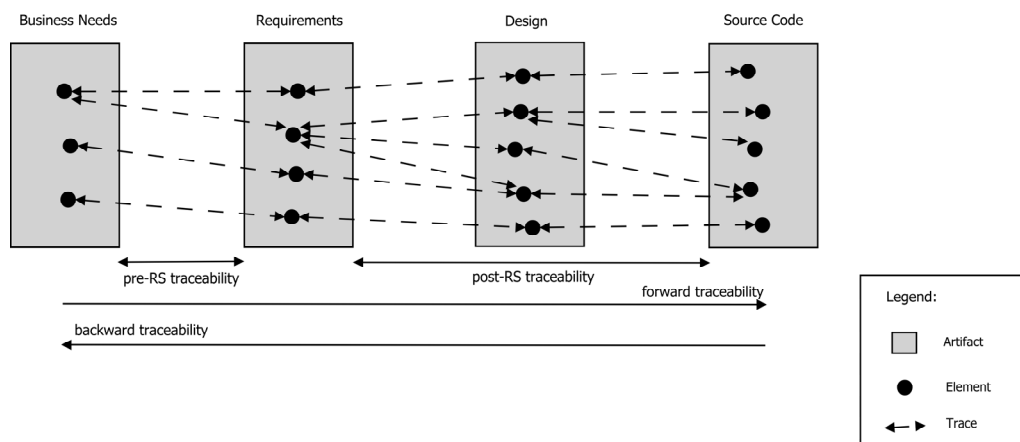 Business Needs
Requirements
Design
Source Code
pre-RS traceability
post-RS traceability
forward traceability
backward traceability
Legend:
Artifact
Element
Trace